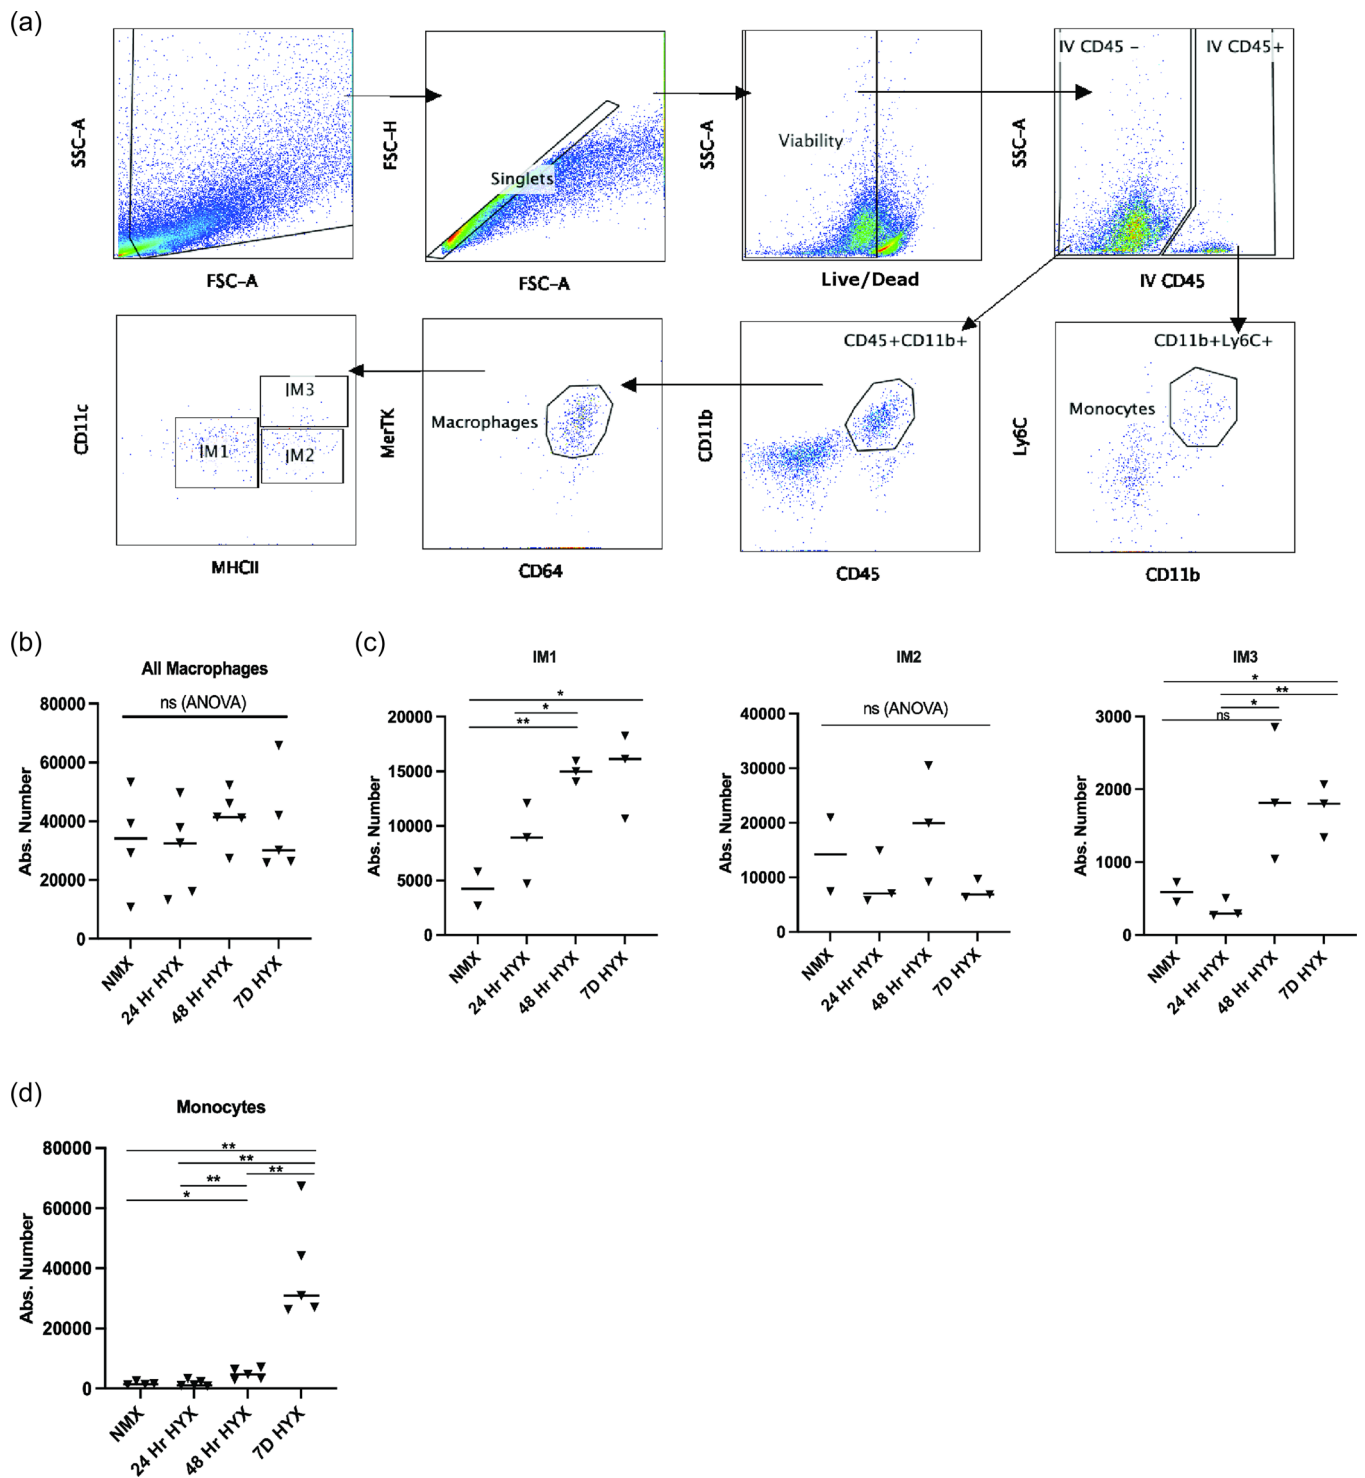 (a)
IV CD45 -
IV CD45+
SSC-A
FSC-H
SSC-A
SSC-A
Viability
Singlets
FSC-A
FSC-A
Live/Dead
IV CD45
CD45+CD11b+
CD11b+Ly6C+
IM3
CD11c
MerTK
CD11b
Ly6C
Macrophages
Monocytes
IM1
IM2
MHCII
CD64
CD45
CD11b
(b)
All Macrophages
ns (ANOVA)
Abs. Number
80000
60000
40000
20000
0
NMX
24 Hr HYX
48 Hr HYX
7D HYX
(c)
IM1
*
*
**
Abs. Number
20000
15000
10000
5000
0
NMX
24 Hr HYX
48 Hr HYX
7D HYX
IM2
ns (ANOVA)
Abs. Number
40000
30000
20000
10000
0
NMX
24 Hr HYX
48 Hr HYX
7D HYX
IM3
*
**
*
ns
Abs. Number
3000
2000
1000
0
NMX
24 Hr HYX
48 Hr HYX
7D HYX
(d)
Monocytes
**
**
**
**
*
Abs. Number
80000
60000
40000
20000
0
NMX
24 Hr HYX
48 Hr HYX
7D HYX